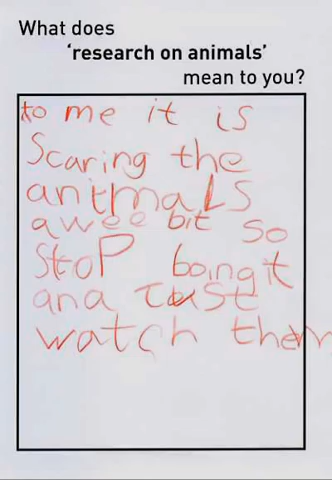 What does
'research on animals'
mean to you?
to me it is
Scaring the
antmals
a wee bit so
stop boing it
ana Just
watch them